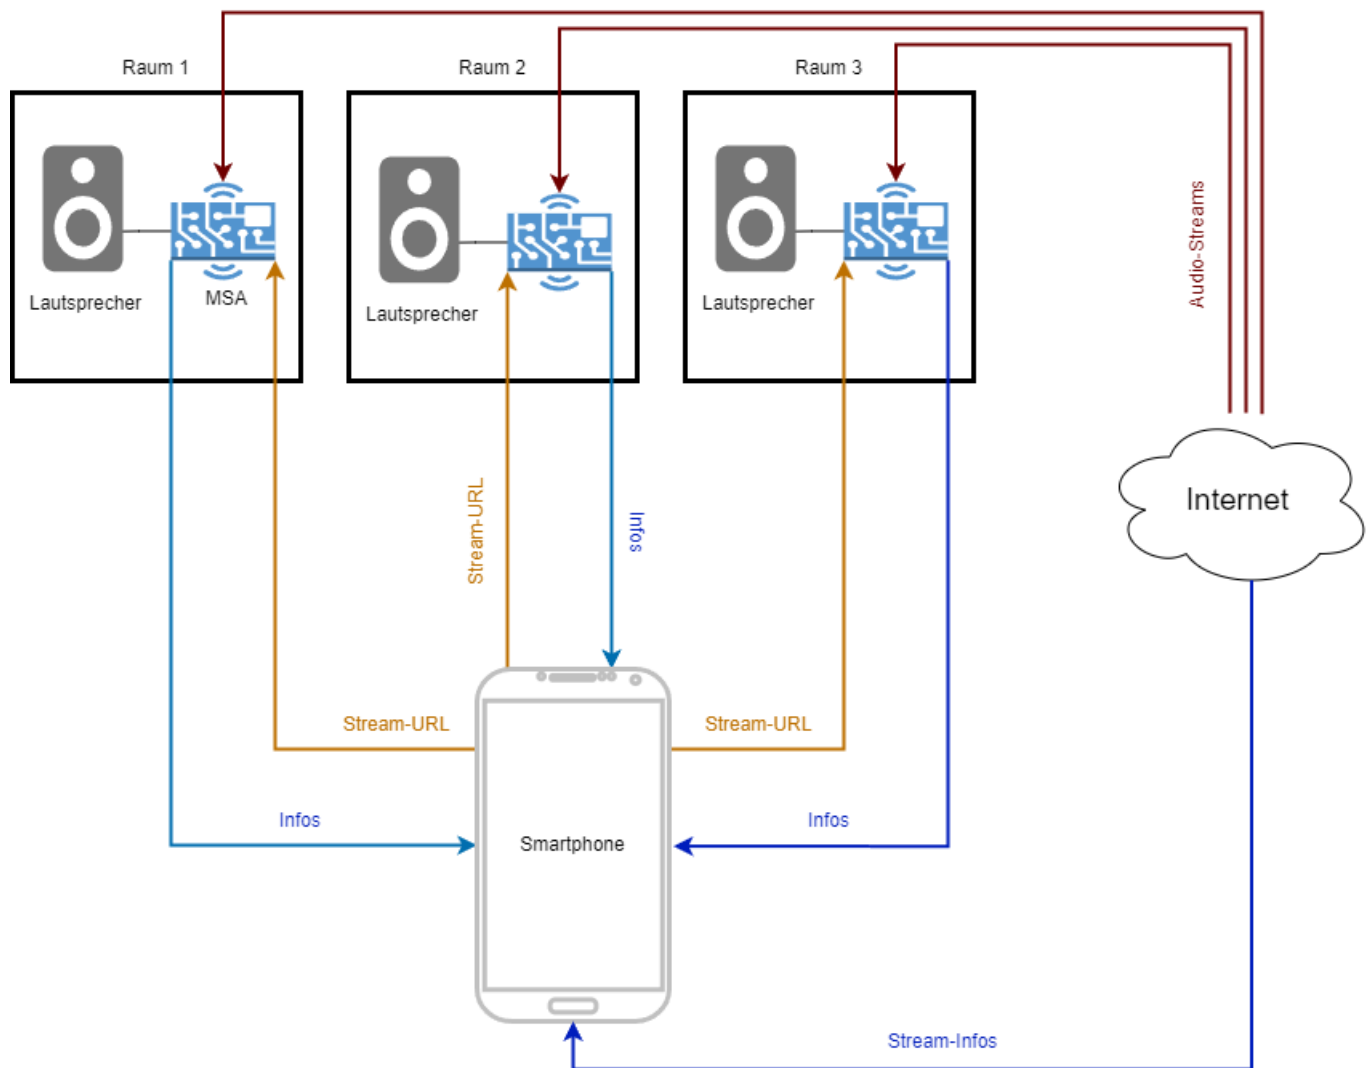 Raum 1
Raum 2
Raum 3
Lautsprecher
MSA
Lautsprecher
Lautsprecher
Audio-Streams
Internet
Stream-URL
Infos
Stream-URL
Stream-URL
Infos
Infos
Smartphone
Stream-Infos